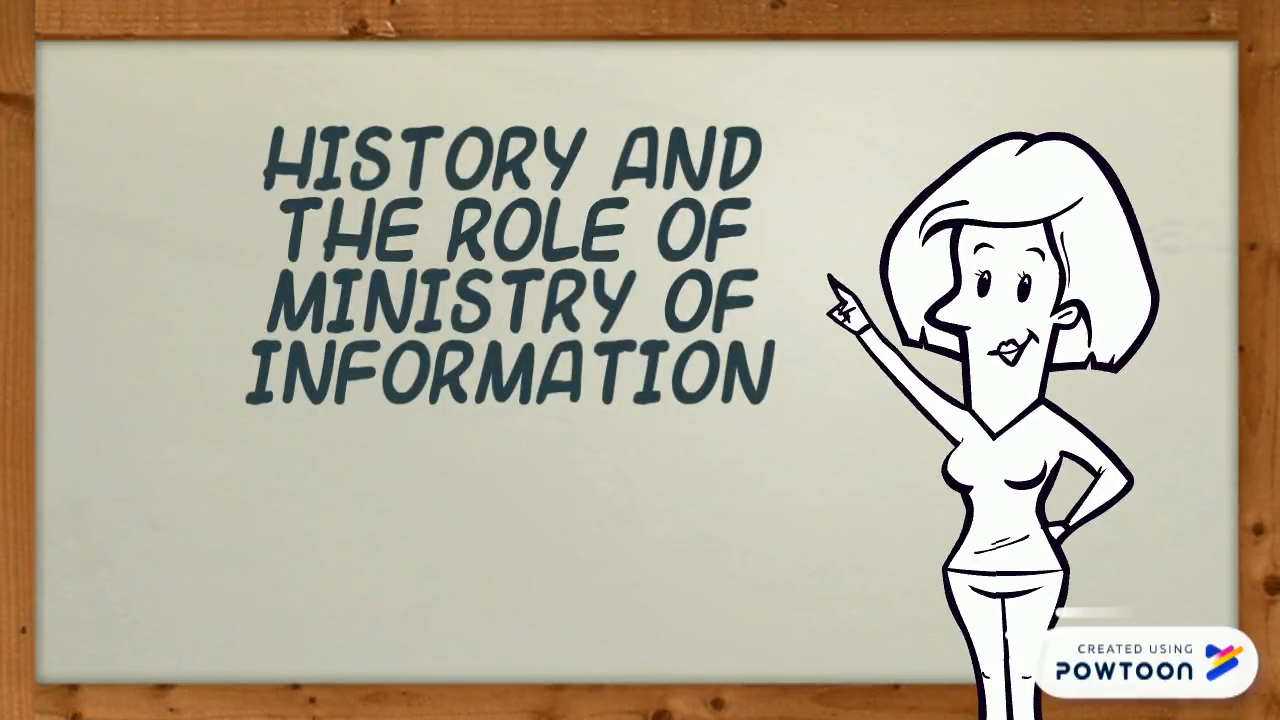 HISTORY AND
THE ROLE OF
MINISTRY OF
INFORMATION
CREATED USING
POWTOON